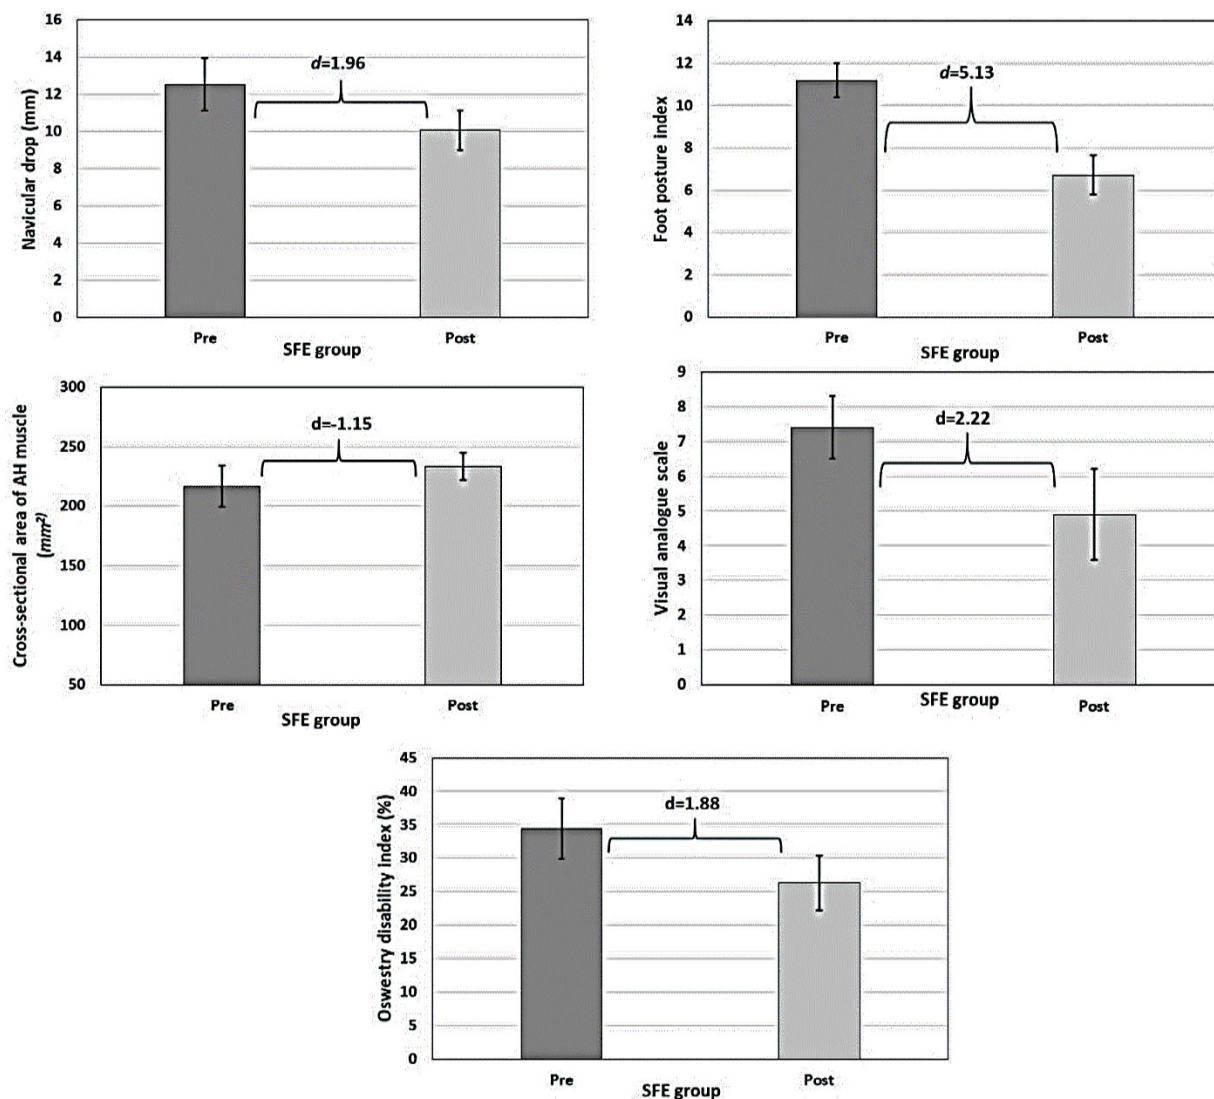 Navicular drop (mm)
16
14
12
10
8
6
4
2
0
d=1.96
Pre
Post
SFE group
Foot posture index
14
12
10
8
6
4
2
0
d=5.13
Pre
Post
SFE group
Cross-sectional area of AH muscle
(mm²)
300
250
200
150
100
50
d=-1.15
Pre
Post
SFE group
Visual analogue scale
9
8
7
6
5
4
3
2
1
0
d=2.22
Pre
Post
SFE group
Oswestry disability index (%)
45
40
35
30
25
20
15
10
5
0
d=1.88
Pre
Post
SFE group